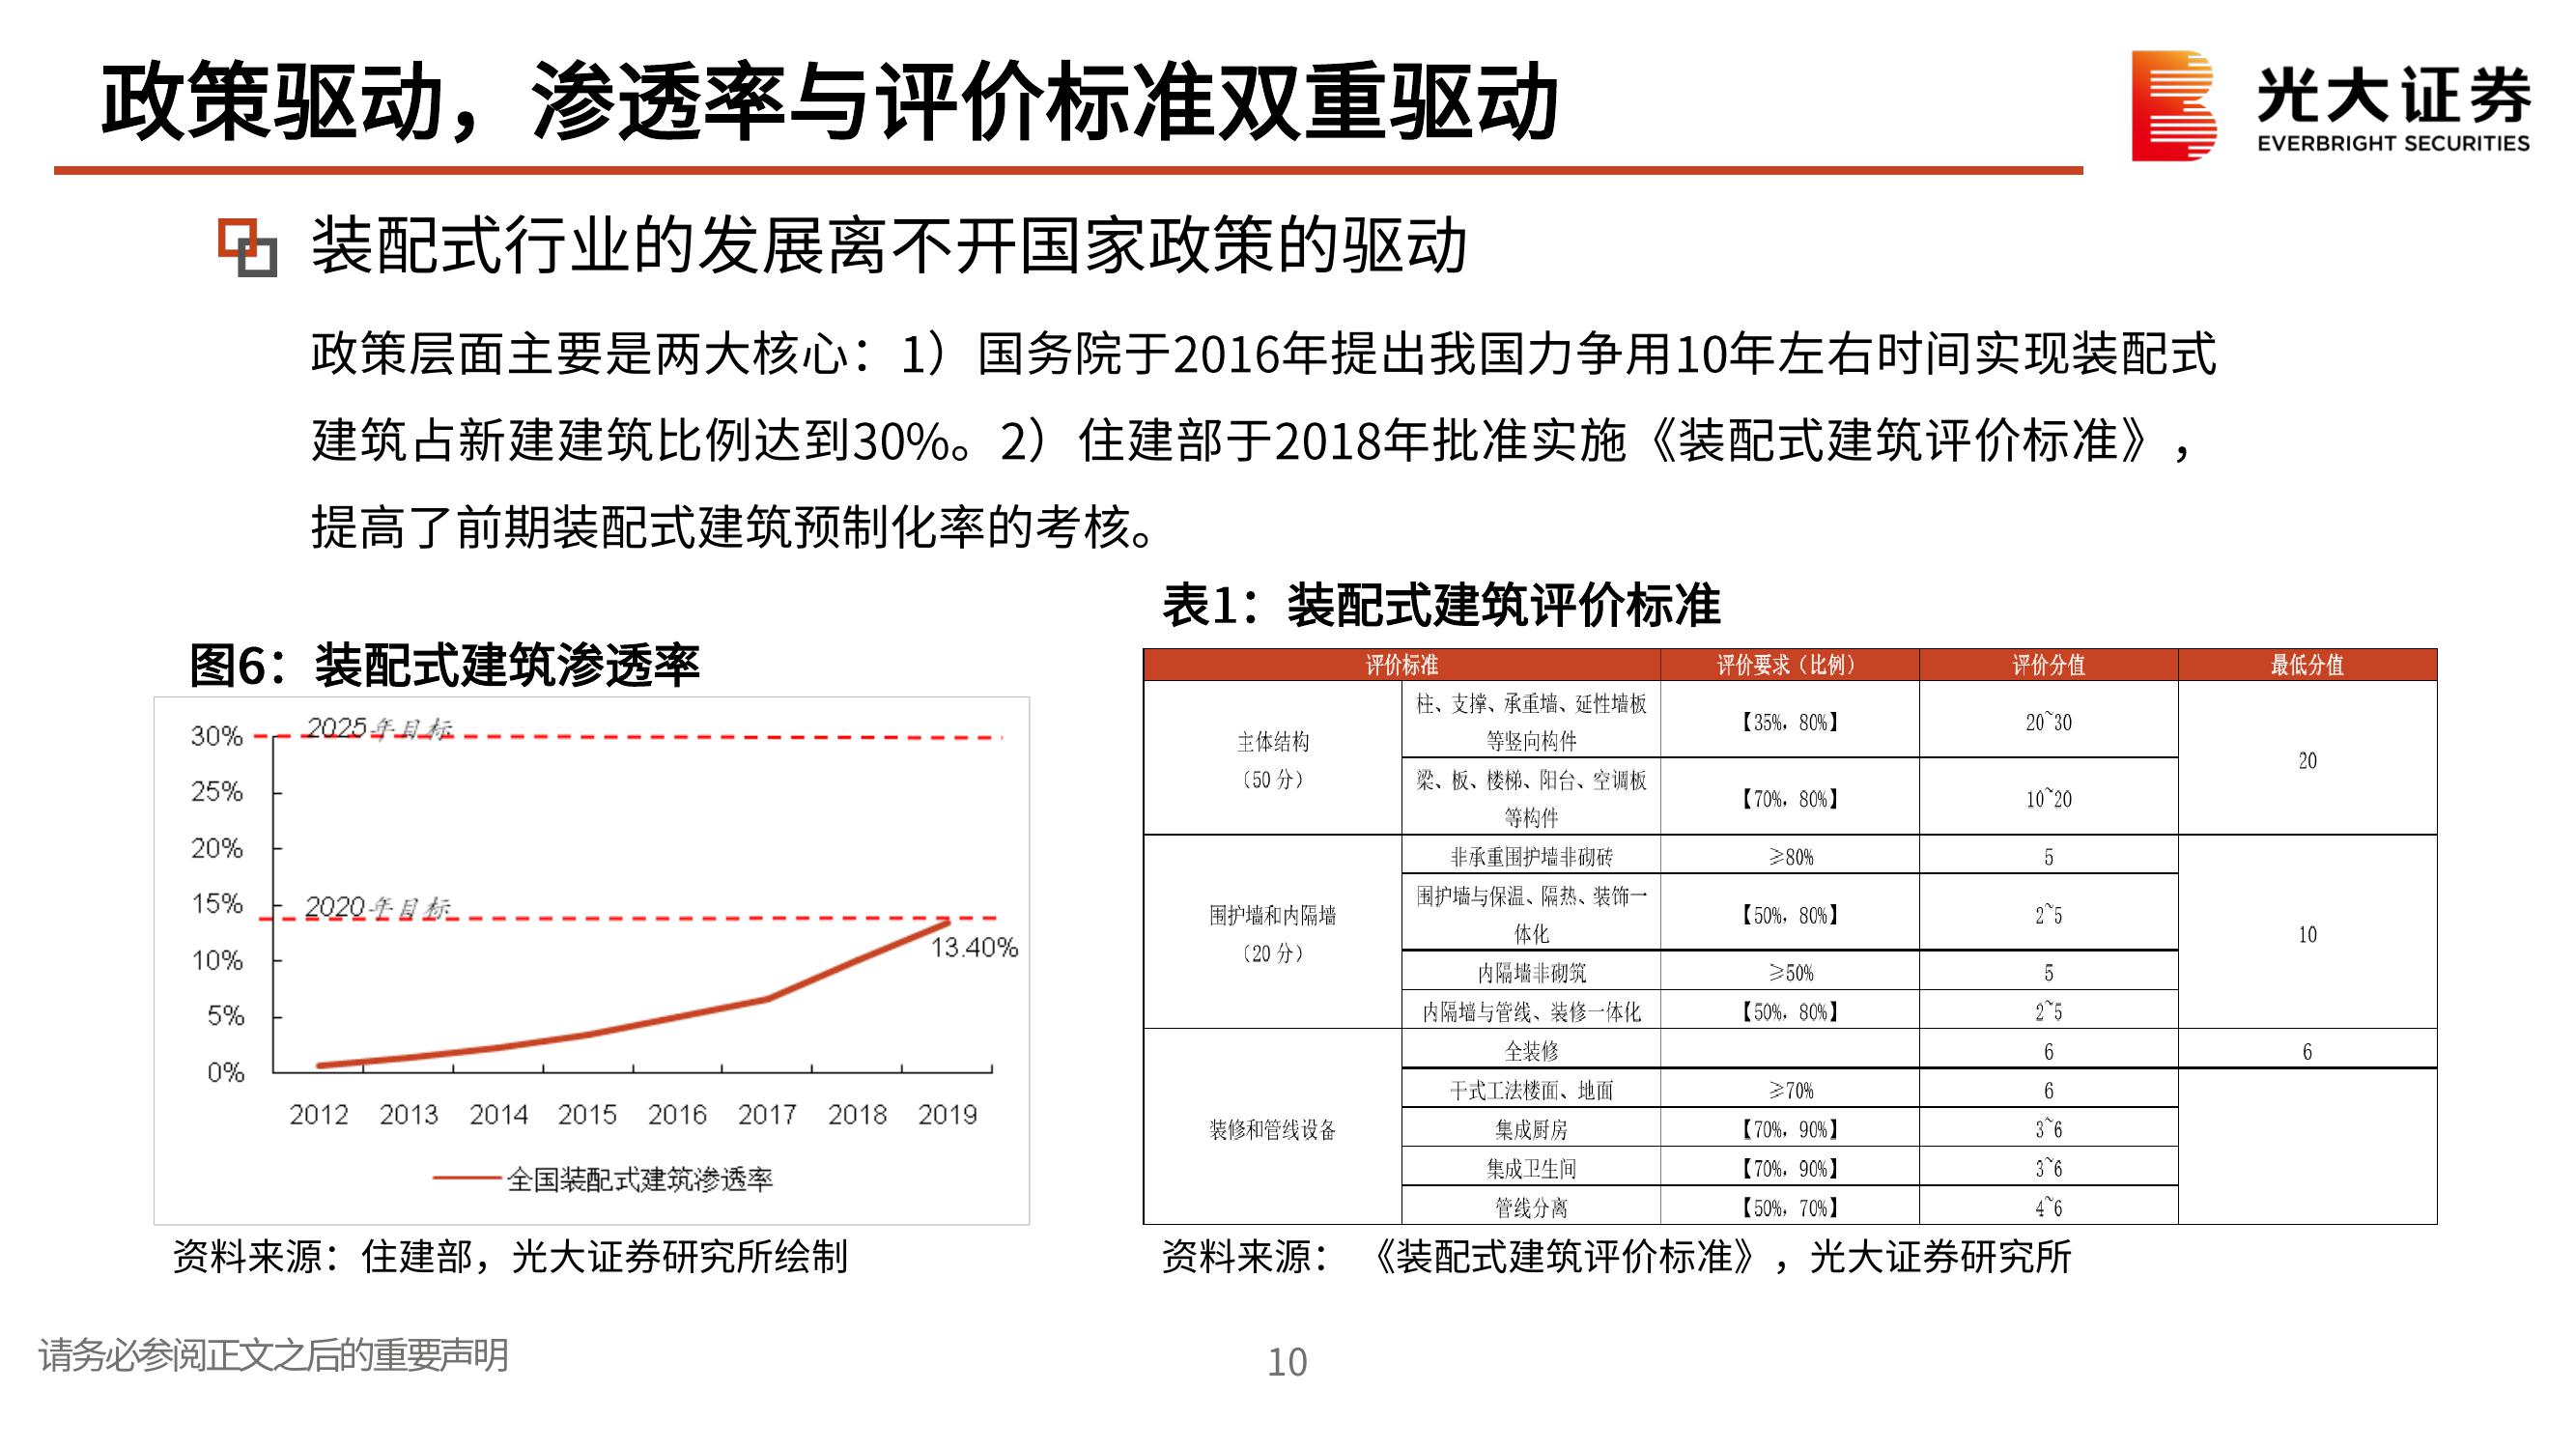 政策驱动，渗透率与评价标准双重驱动
光大证券
EVERBRIGHT SECURITIES
装配式行业的发展离不开国家政策的驱动
政策层面主要是两大核心：1）国务院于2016年提出我国力争用10年左右时间实现装配式
建筑占新建建筑比例达到30%。2）住建部于2018年批准实施《装配式建筑评价标准》，
提高了前期装配式建筑预制化率的考核。
图6：装配式建筑渗透率
30%
2025年目标
25%
20%
15%
2020年目标
13.40%
10%
5%
0%
2012 2013 2014 2015 2016 2017 2018 2019
全国装配式建筑渗透率
资料来源：住建部，光大证券研究所绘制
表1：装配式建筑评价标准
评价标准 评价要求（比例） 评价分值 最低分值
主体结构
（50 分）
柱、支撑、承重墙、延性墙板
等竖向构件
【35%，80%】 20~30
20
梁、板、楼梯、阳台、空调板
等构件
【70%，80%】 10~20
围护墙和内隔墙
（20 分）
非承重围护墙非砌砖 ≥80% 5
10
围护墙与保温、隔热、装饰一
体化
【50%，80%】 2~5
内隔墙非砌筑 ≥50% 5
内隔墙与管线、装修一体化 【50%，80%】 2~5
装修和管线设备
全装修 6 6
干式工法楼面、地面 ≥70% 6
集成厨房 【70%，90%】 3~6
集成卫生间 【70%，90%】 3~6
管线分离 【50%，70%】 4~6
资料来源：《装配式建筑评价标准》，光大证券研究所
请务必参阅正文之后的重要声明
10